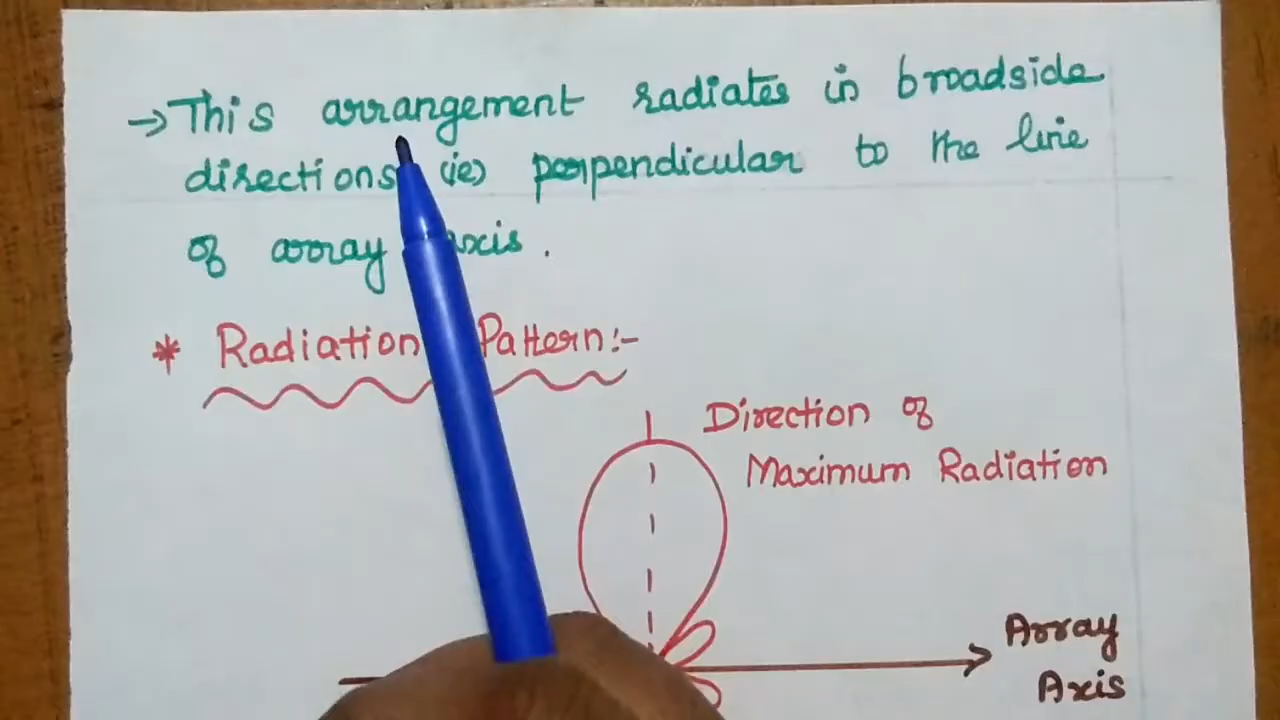 → This arrangement radiates in broadside
directions (ie) perpendicular to the line
of array axis.
* Radiation Pattern:-
Direction of
Maximum Radiation
Array
Axis